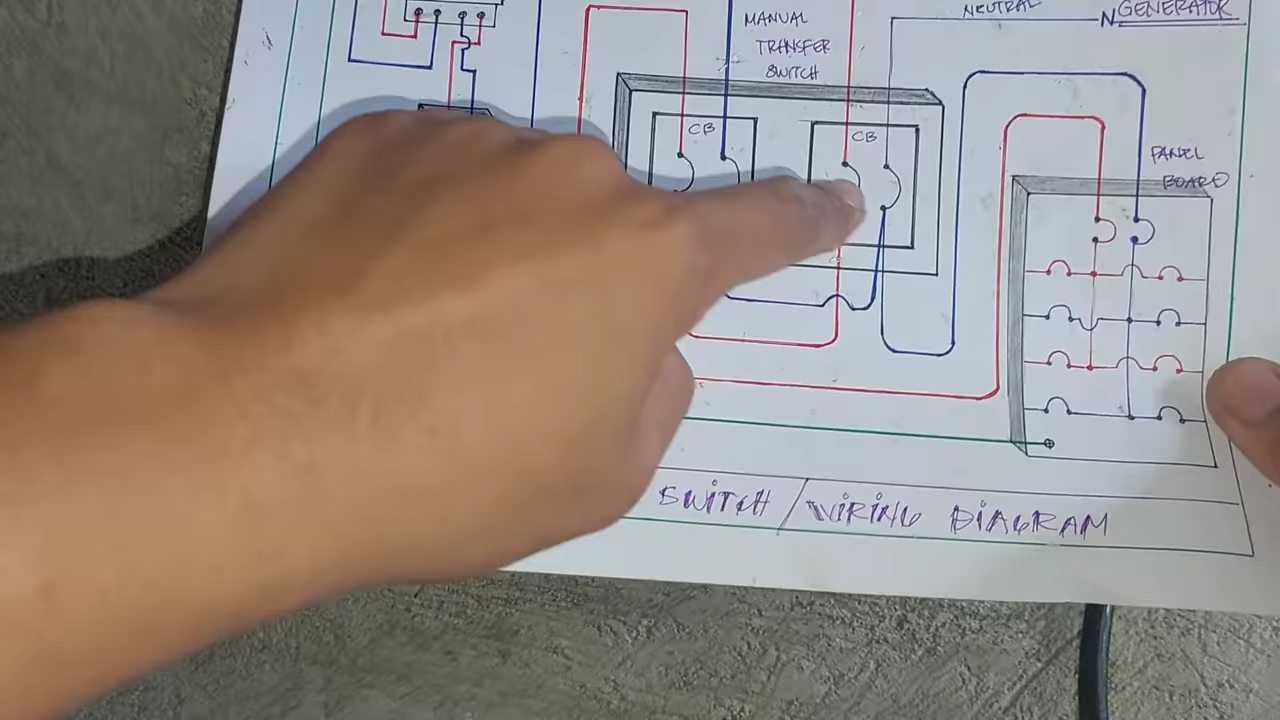 MANUAL
TRANSFER
SWITCH
NEUTRAL
N
GENERATOR
CB
CB
PANEL
BOARD
SWITCH / WIRING DIAGRAM